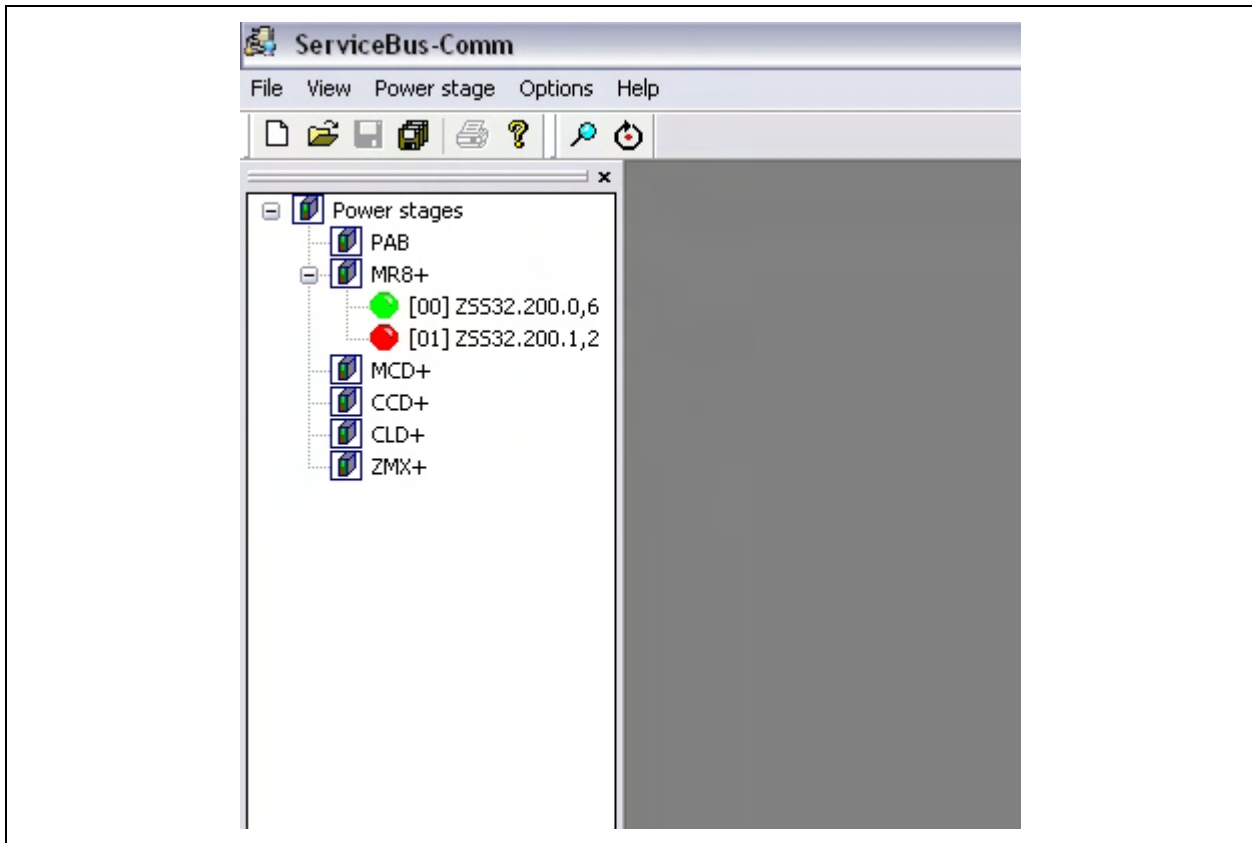 ServiceBus-Comm
File View Power stage Options Help
Power stages
PAB
MR8+
[00] ZSS32.200.0,6
[01] ZSS32.200.1,2
MCD+
CCD+
CLD+
ZMX+